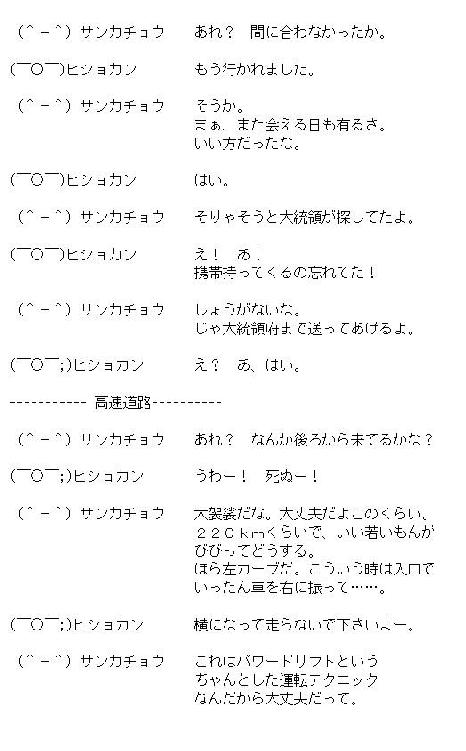 (＾－＾) サンカチョウ　　あれ？　間に合わなかったか。
(￣○￣)ヒショカン　　もう行かれました。
(＾－＾) サンカチョウ　　そうか。
まぁ、また会える日も有るさ。
いい方だったな。
(￣○￣)ヒショカン　　はい。
(＾－＾) サンカチョウ　　そりゃそうと大統領が探してたよ。
(￣○￣)ヒショカン　　え！　あ！
携帯持ってくるの忘れてた！
(＾－＾) サンカチョウ　　しょうがないな。
じゃ大統領府まで送ってあげるよ。
(￣○￣;)ヒショカン　　え？　あ、はい。
----------- 高速道路----------
(＾－＾) サンカチョウ　　あれ？　なんか後ろから来てるかな？
(￣○￣;)ヒショカン　　うわー！　死ぬー！
(＾－＾) サンカチョウ　　大袈裟だな。大丈夫だよこのくらい、
２２０ｋｍくらいで、いい若いもんが
びびってどうする。
ほら左カーブだ。こういう時は入口で
いったん車を右に振って……。
(￣○￣;)ヒショカン　　横になって走らないで下さい～ー。
(＾－＾) サンカチョウ　　これはパワードリフトという
ちゃんとした運転テクニック
なんだから大丈夫だって。